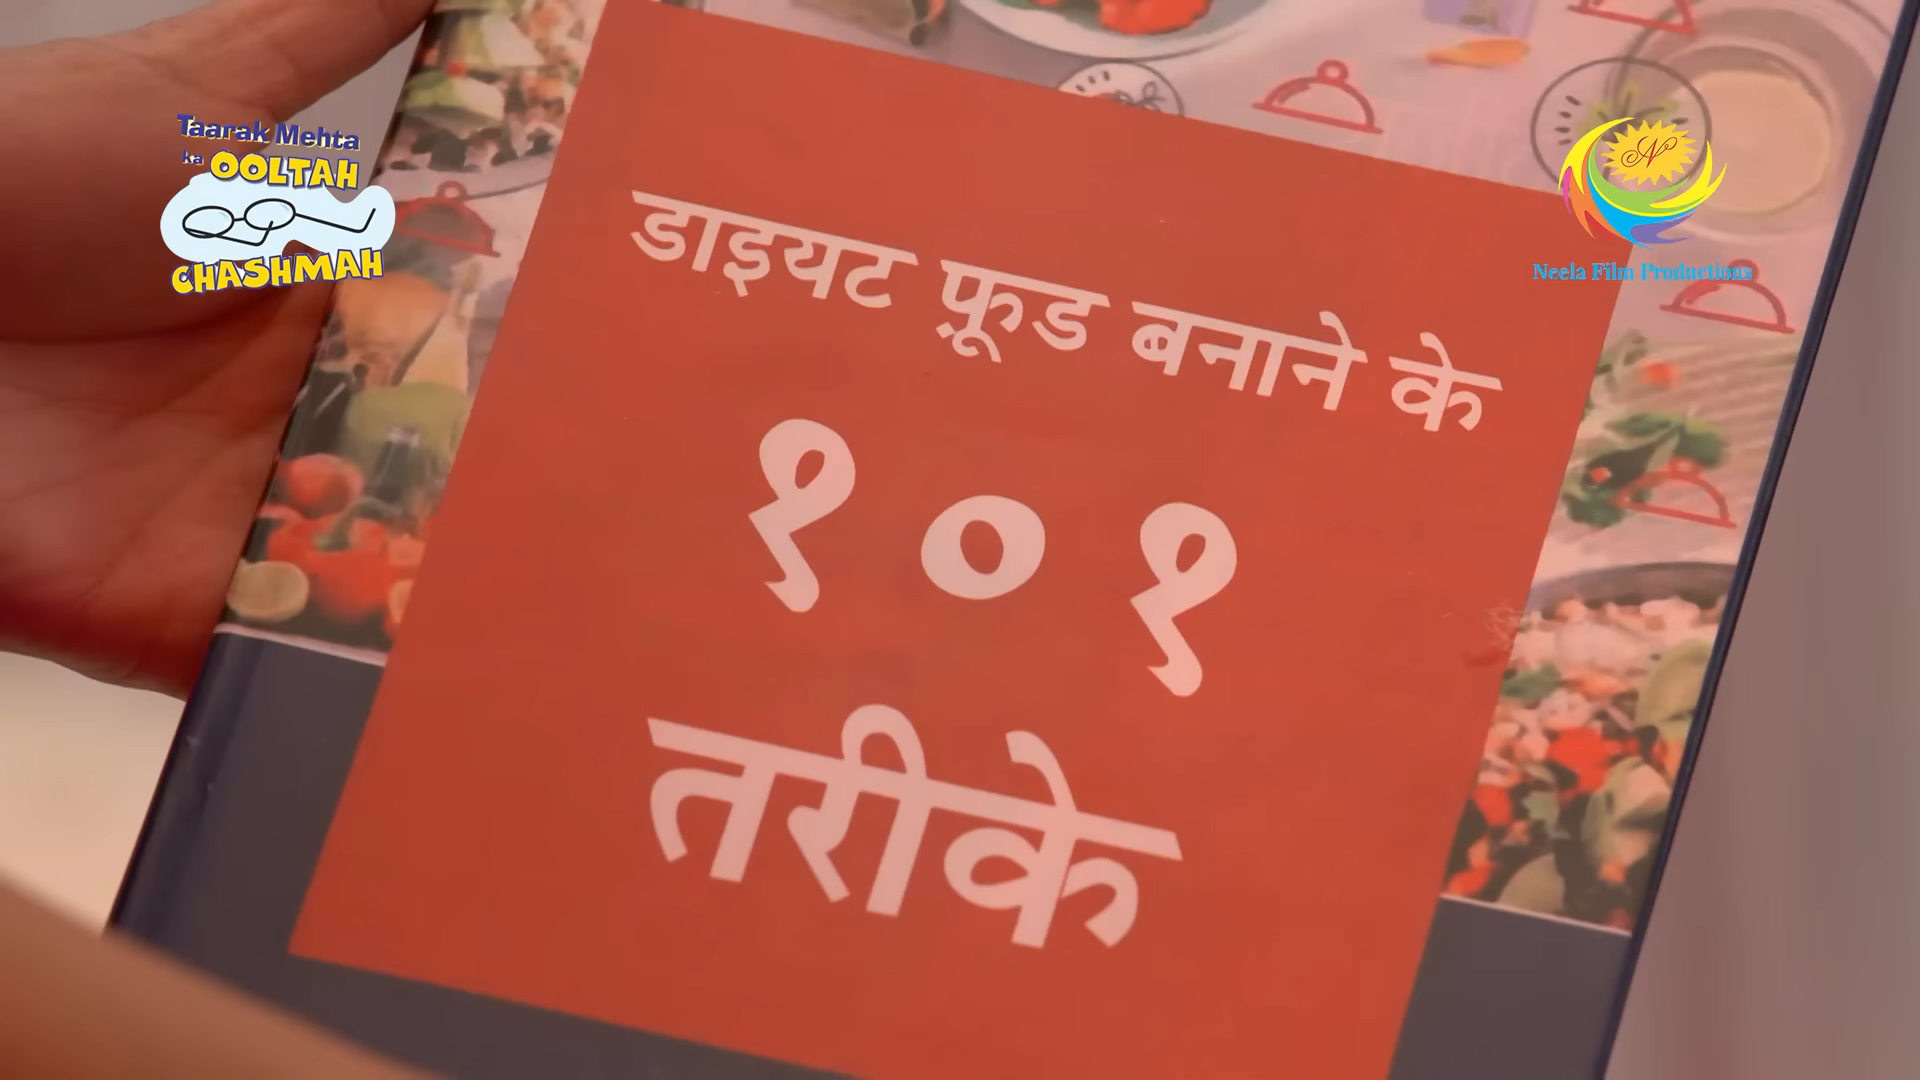 Taarak Mehta
ka OOLTAH
CHASHMAH
Neela Film Productions
डाइयट फ़ूड बनाने के
१०१
तरीके